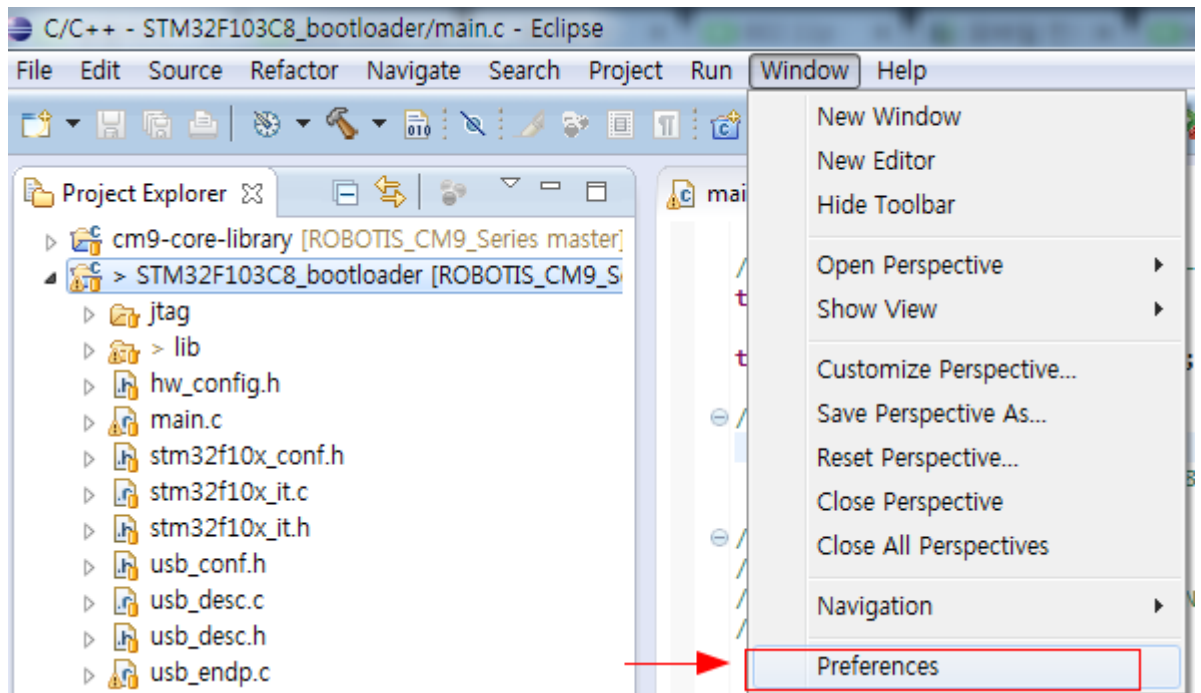 C/C++ - STM32F103C8_bootloader/main.c - Eclipse
File Edit Source Refactor Navigate Search Project Run Window Help
010
Project Explorer
cm9-core-library [ROBOTIS_CM9_Series master]
> STM32F103C8_bootloader [ROBOTIS_CM9_S
jtag
> lib
hw_config.h
main.c
stm32f10x_conf.h
stm32f10x_it.c
stm32f10x_it.h
usb_conf.h
usb_desc.c
usb_desc.h
usb_endp.c
mai
New Window
New Editor
Hide Toolbar
Open Perspective
Show View
Customize Perspective...
Save Perspective As...
Reset Perspective...
Close Perspective
Close All Perspectives
Navigation
Preferences